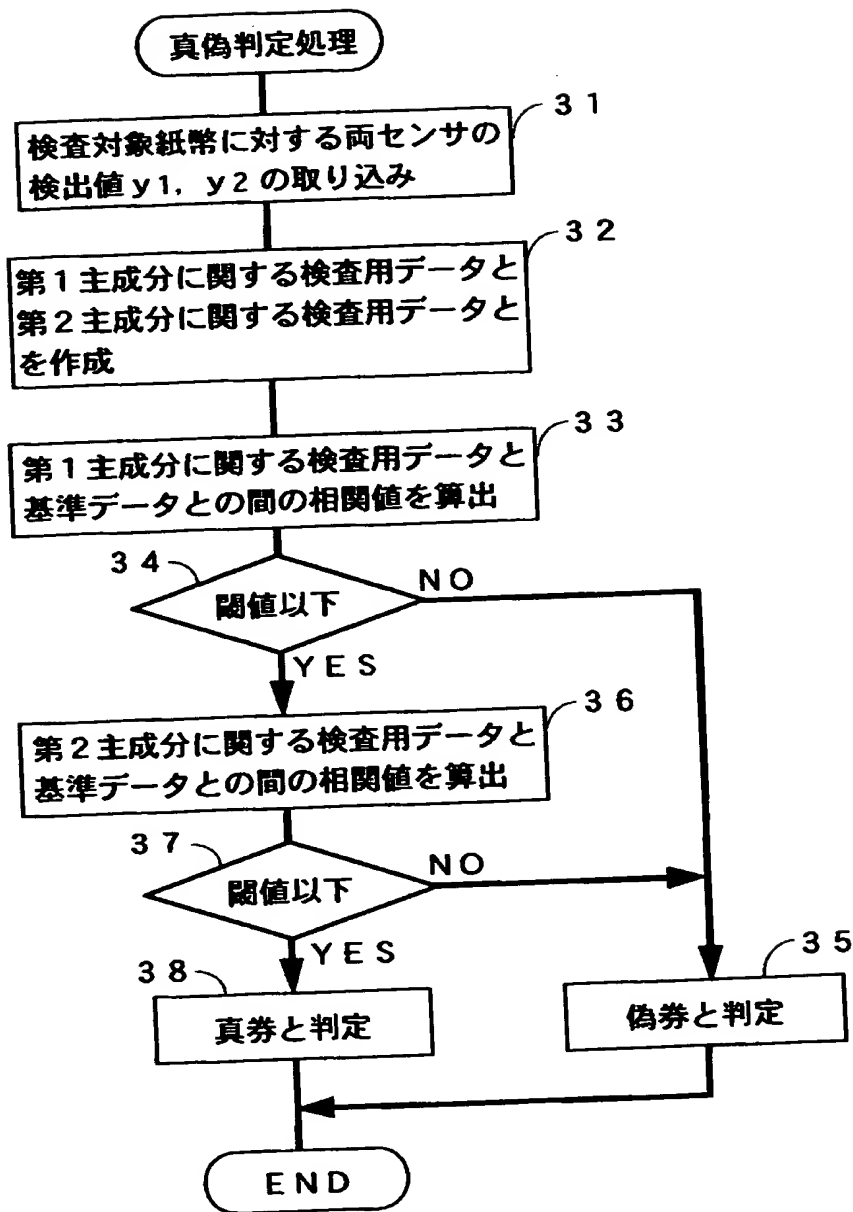 真偽判定処理
31
検査対象紙幣に対する両センサの
検出値y1，y2の取り込み
32
第1主成分に関する検査用データと
第2主成分に関する検査用データと
を作成
33
第1主成分に関する検査用データと
基準データとの間の相関値を算出
34
閾値以下
NO
YES
36
第2主成分に関する検査用データと
基準データとの間の相関値を算出
37
閾値以下
NO
YES
38
真券と判定
35
偽券と判定
END